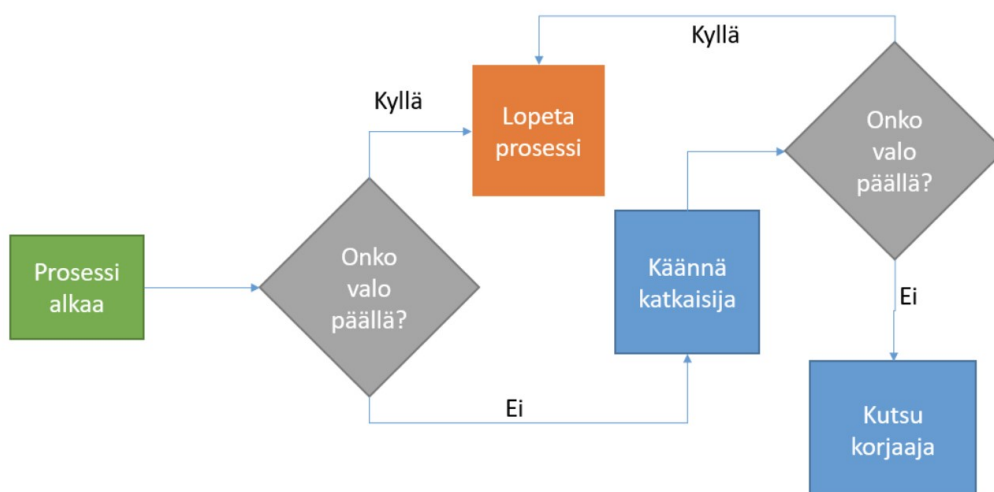 Prosessi
alkaa
Onko
valo
päällä?
Kyllä
Lopeta
prosessi
Ei
Käännä
katkaisija
Onko
valo
päällä?
Kyllä
Ei
Kutsu
korjaaja